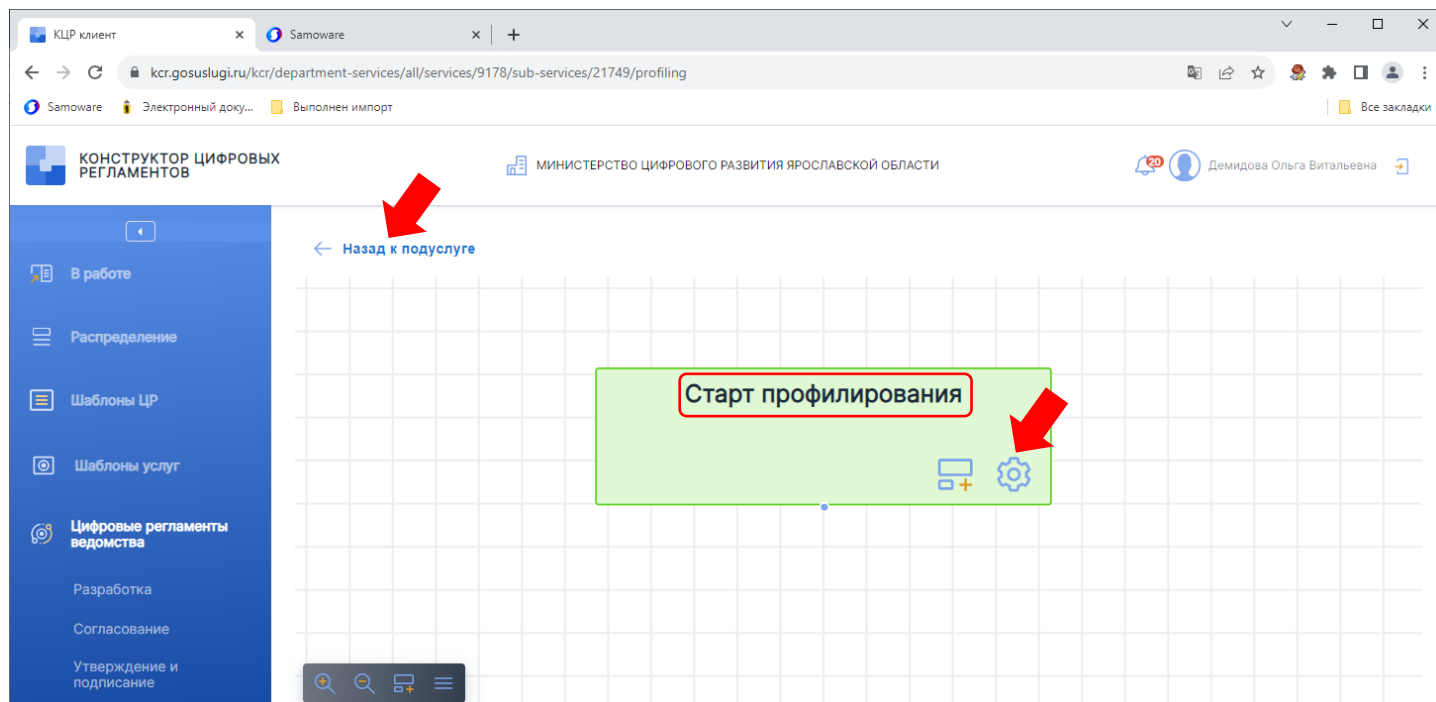 КЦР клиент
Samoware
kcr.gosuslugi.ru/kcr/department-services/all/services/9178/sub-services/21749/profiling
Samoware Электронный доку... Выполнен импорт Все закладки
КОНСТРУКТОР ЦИФРОВЫХ
РЕГЛАМЕНТОВ
МИНИСТЕРСТВО ЦИФРОВОГО РАЗВИТИЯ ЯРОСЛАВСКОЙ ОБЛАСТИ
20
Демидова Ольга Витальевна
Назад к подуслуге
В работе
Распределение
Шаблоны ЦР
Шаблоны услуг
Цифровые регламенты
ведомства
Разработка
Согласование
Утверждение и
подписание
Старт профилирования